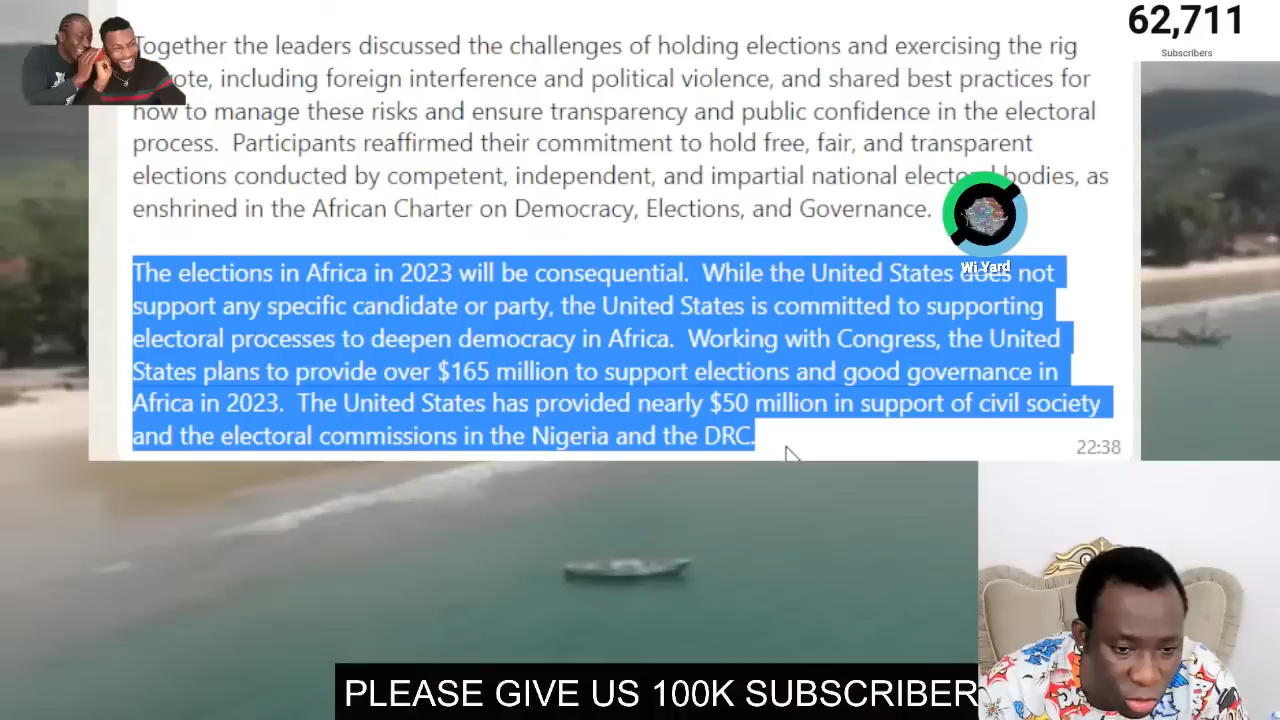 62,711
Subscribers
Together the leaders discussed the challenges of holding elections and exercising the rig
ote, including foreign interference and political violence, and shared best practices for
how to manage these risks and ensure transparency and public confidence in the electoral
process. Participants reaffirmed their commitment to hold free, fair, and transparent
elections conducted by competent, independent, and impartial national electoral bodies, as
enshrined in the African Charter on Democracy, Elections, and Governance.
Wi Yard
The elections in Africa in 2023 will be consequential. While the United States does not
support any specific candidate or party, the United States is committed to supporting
electoral processes to deepen democracy in Africa. Working with Congress, the United
States plans to provide over $165 million to support elections and good governance in
Africa in 2023. The United States has provided nearly $50 million in support of civil society
and the electoral commissions in the Nigeria and the DRC.
22:38
PLEASE GIVE US 100K SUBSCRIBER